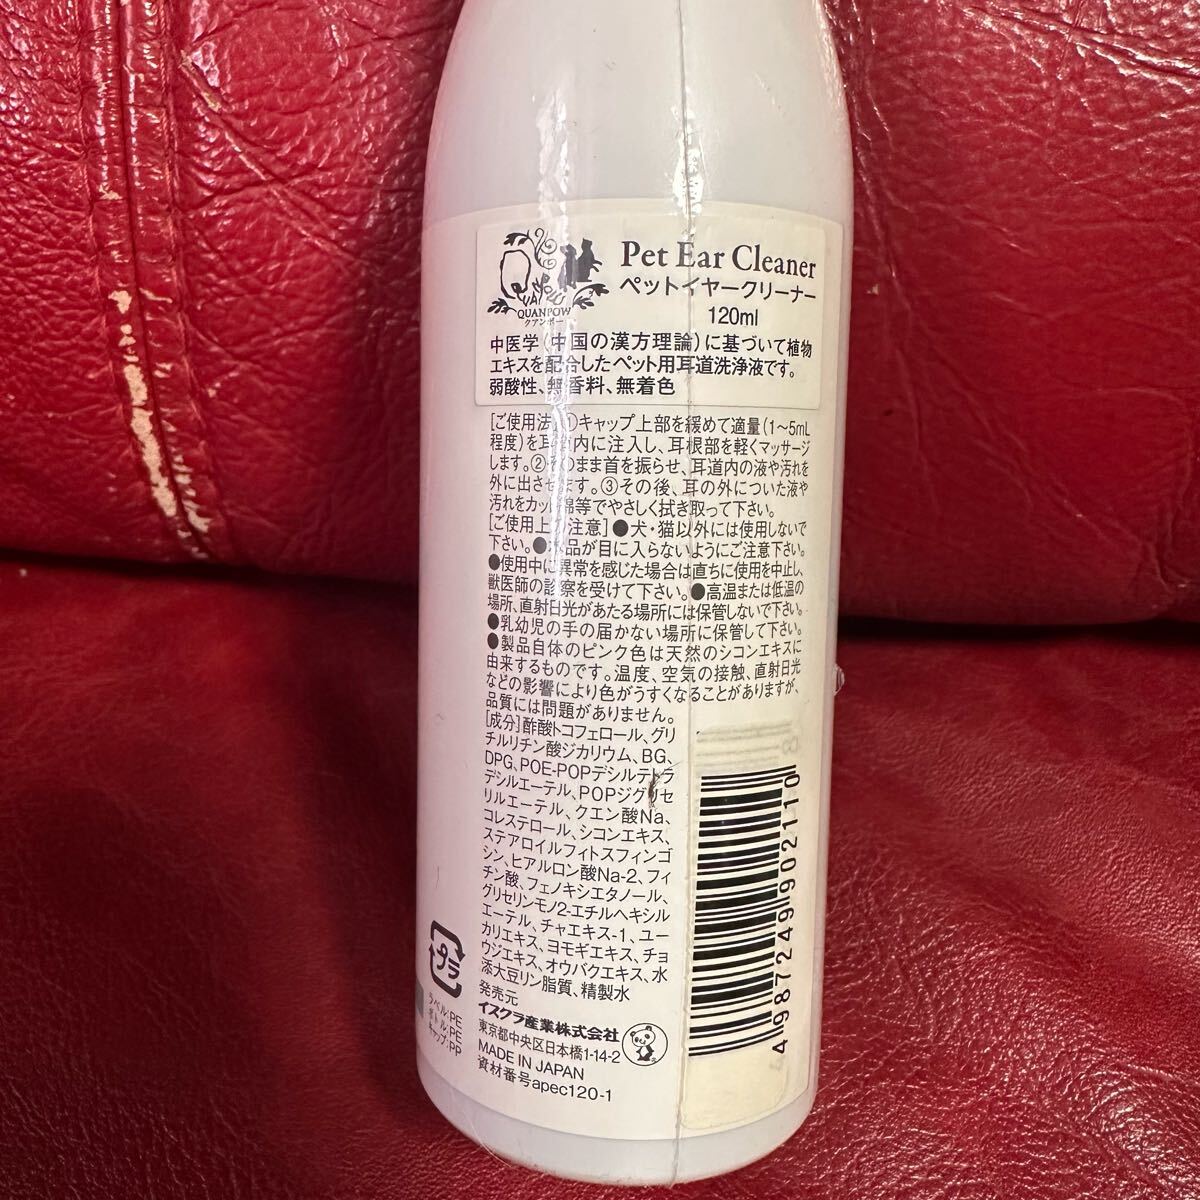 Pet Ear Cleaner
ペットイヤークリーナー
120ml
QUANPOW
クアンポー
中医学(中国の漢方理論)に基づいて植物
エキスを配合したペット用耳道洗浄液です。
弱酸性、無香料、無着色
[ご使用法]①キャップ上部を緩めて適量(1〜5mL
程度)を耳道内に注入し、耳根部を軽くマッサージ
します。②そのまま首を振らせ、耳道内の液や汚れを
外に出させます。③その後、耳の外についた液や
汚れをカット綿等でやさしく拭き取って下さい。
[ご使用上の注意]●犬・猫以外には使用しないで
下さい。●本品が目に入らないようにご注意下さい。
●使用中に異常を感じた場合は直ちに使用を中止し、
獣医師の診察を受けて下さい。●高温または低温の
場所、直射日光があたる場所には保管しないで下さい。
●乳幼児の手の届かない場所に保管して下さい。
●製品自体のピンク色は天然のシコンエキスに
由来するものです。温度、空気の接触、直射日光
などの影響により色がうすくなることがありますが、
品質には問題がありません。
[成分]酢酸トコフェロール、グリ
チルリチン酸ジカリウム、BG、
DPG、POE-POPデシルテトラ
デシルエーテル、POPジグリセ
リルエーテル、クエン酸Na、
コレステロール、シコンエキス、
ステアロイルフィトスフィンゴ
シン、ヒアルロン酸Na-2、フィ
チン酸、フェノキシエタノール、
グリセリンモノ2-エチルヘキシル
エーテル、チャエキス-1、ユー
カリエキス、ヨモギエキス、チョ
ウジエキス、オウバクエキス、水
添大豆リン脂質、精製水
発売元
イスクラ産業株式会社
東京都中央区日本橋1-14-2
MADE IN JAPAN
資材番号apec120-1
プラ
ラベル:PE
ボトル:PE
キャップ:PP
4 987249 902110